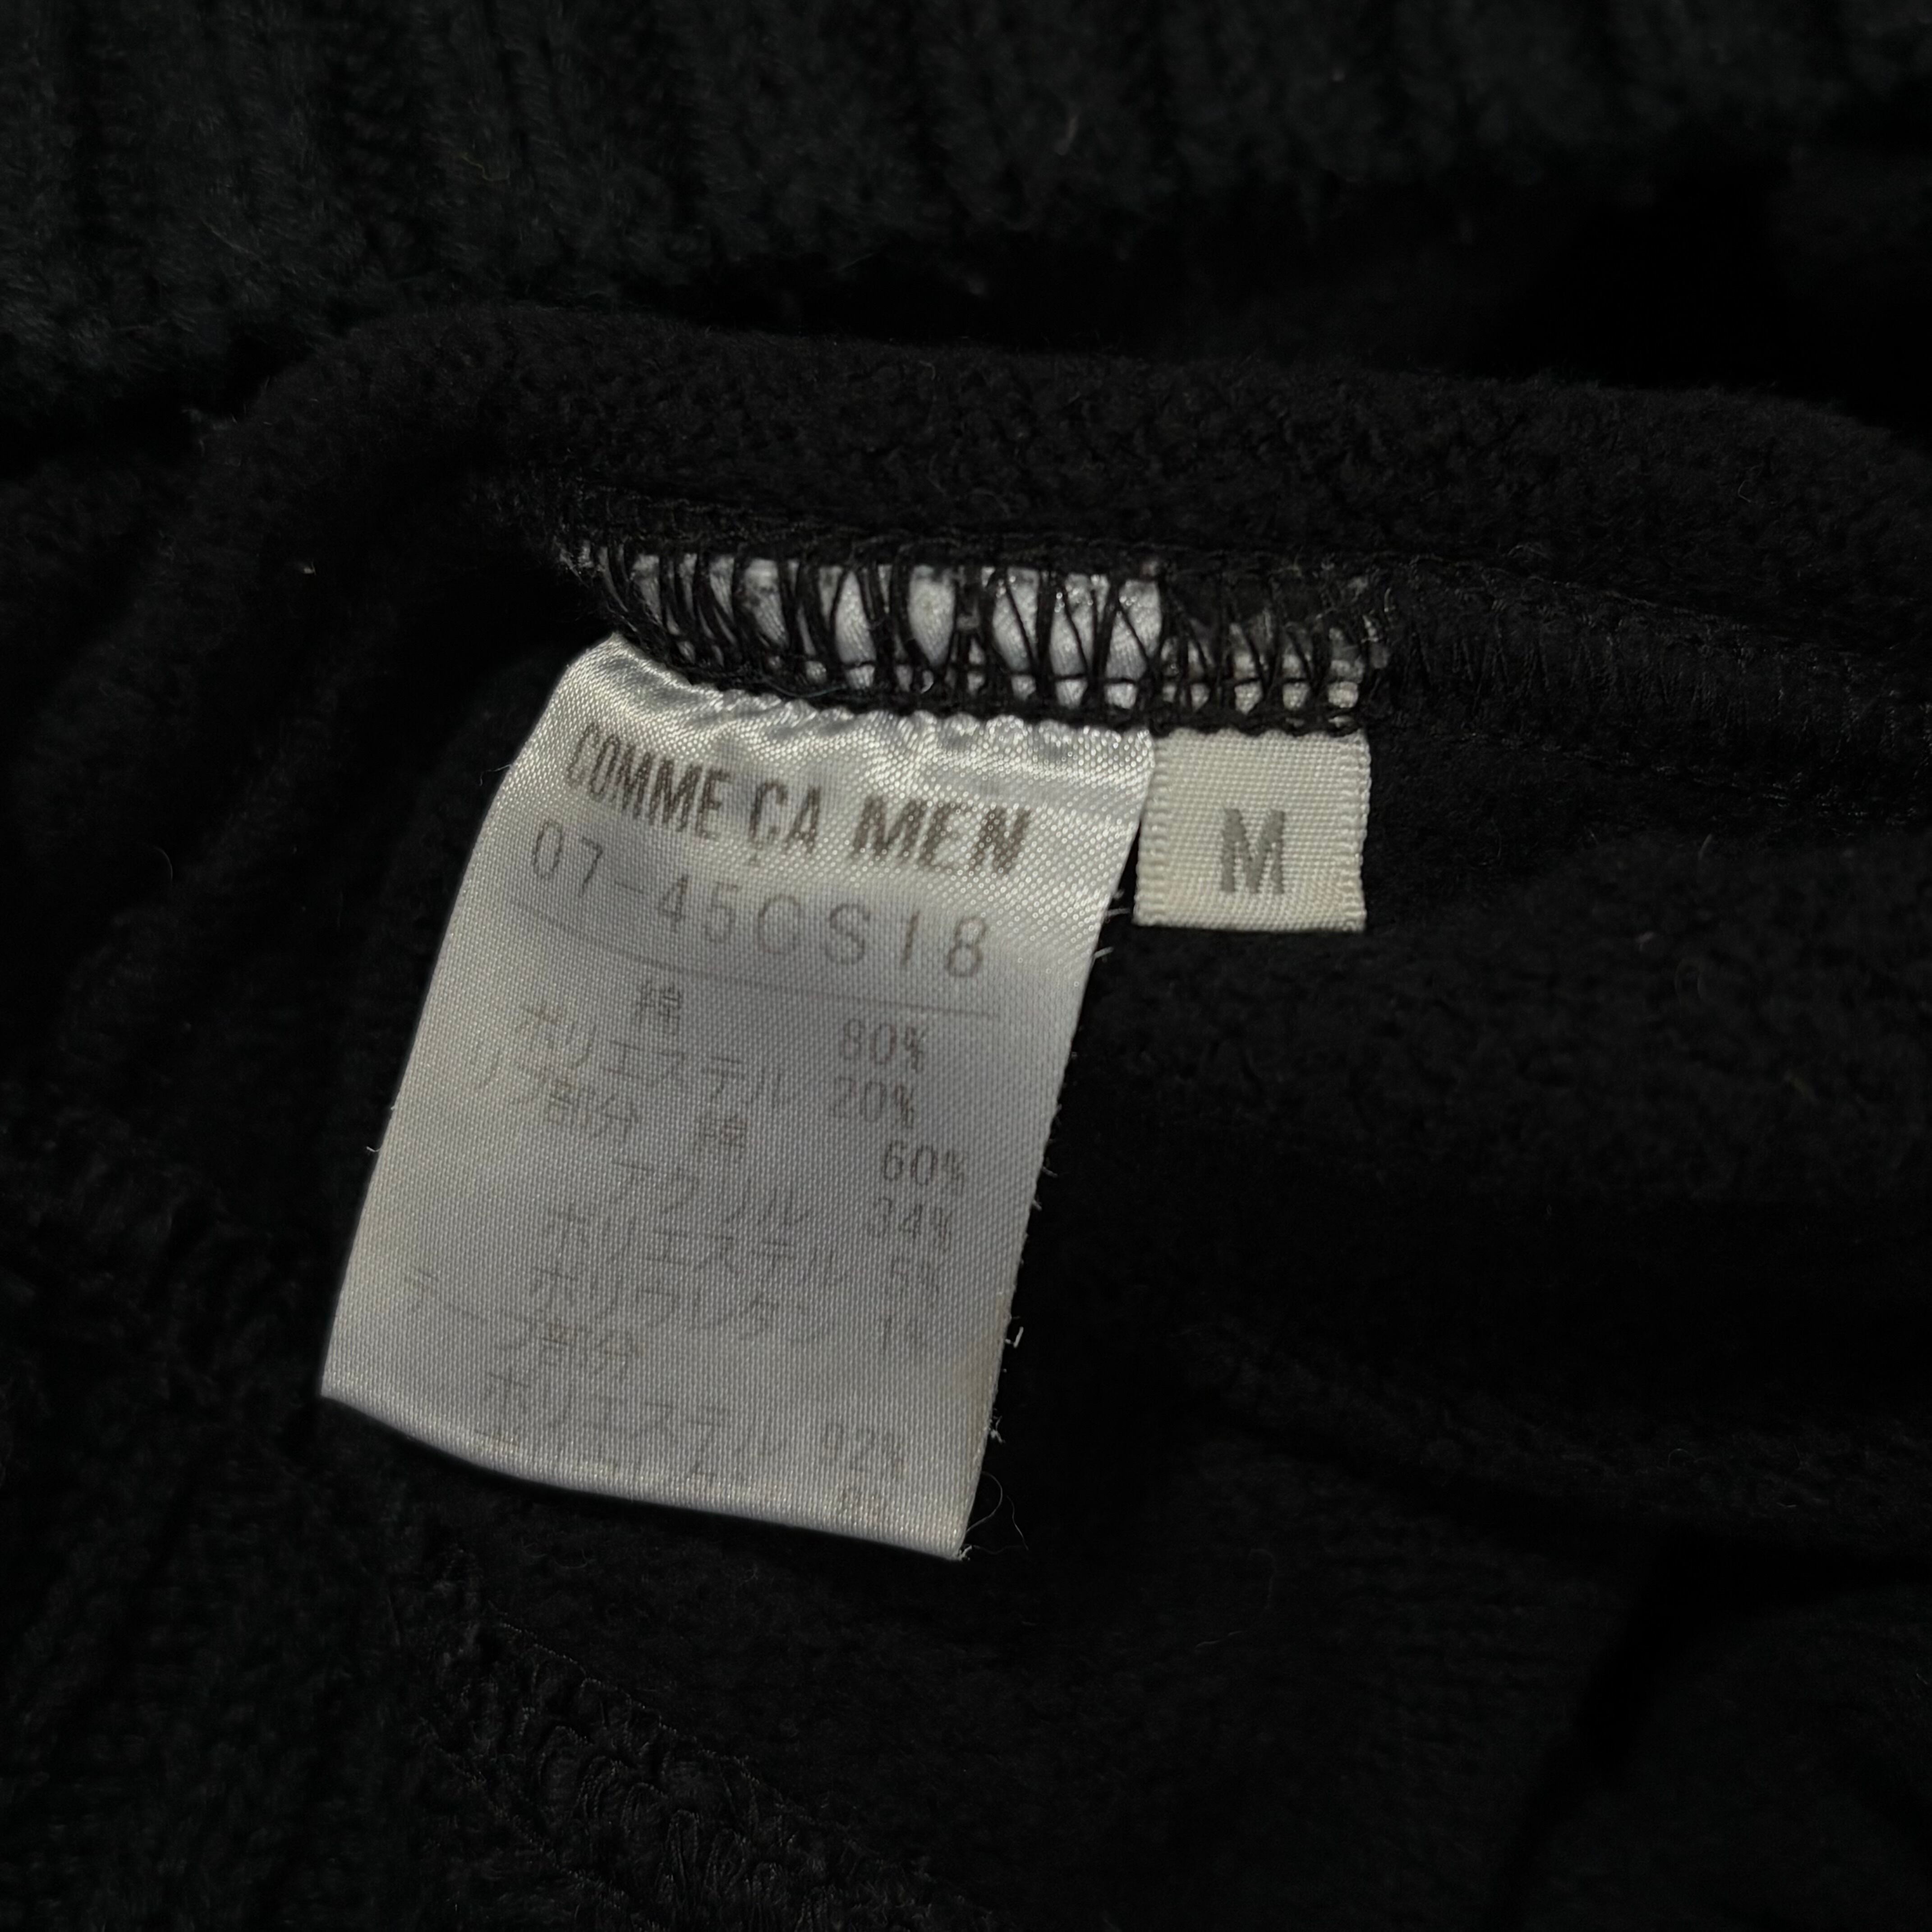 COMME ÇA MEN
M
07-45CS18
綿 80%
ポリエステル 20%
リブ部分 綿 60%
アクリル 34%
ポリエステル 5%
ポリウレタン 1%
テープ部分
ポリエステル 92%